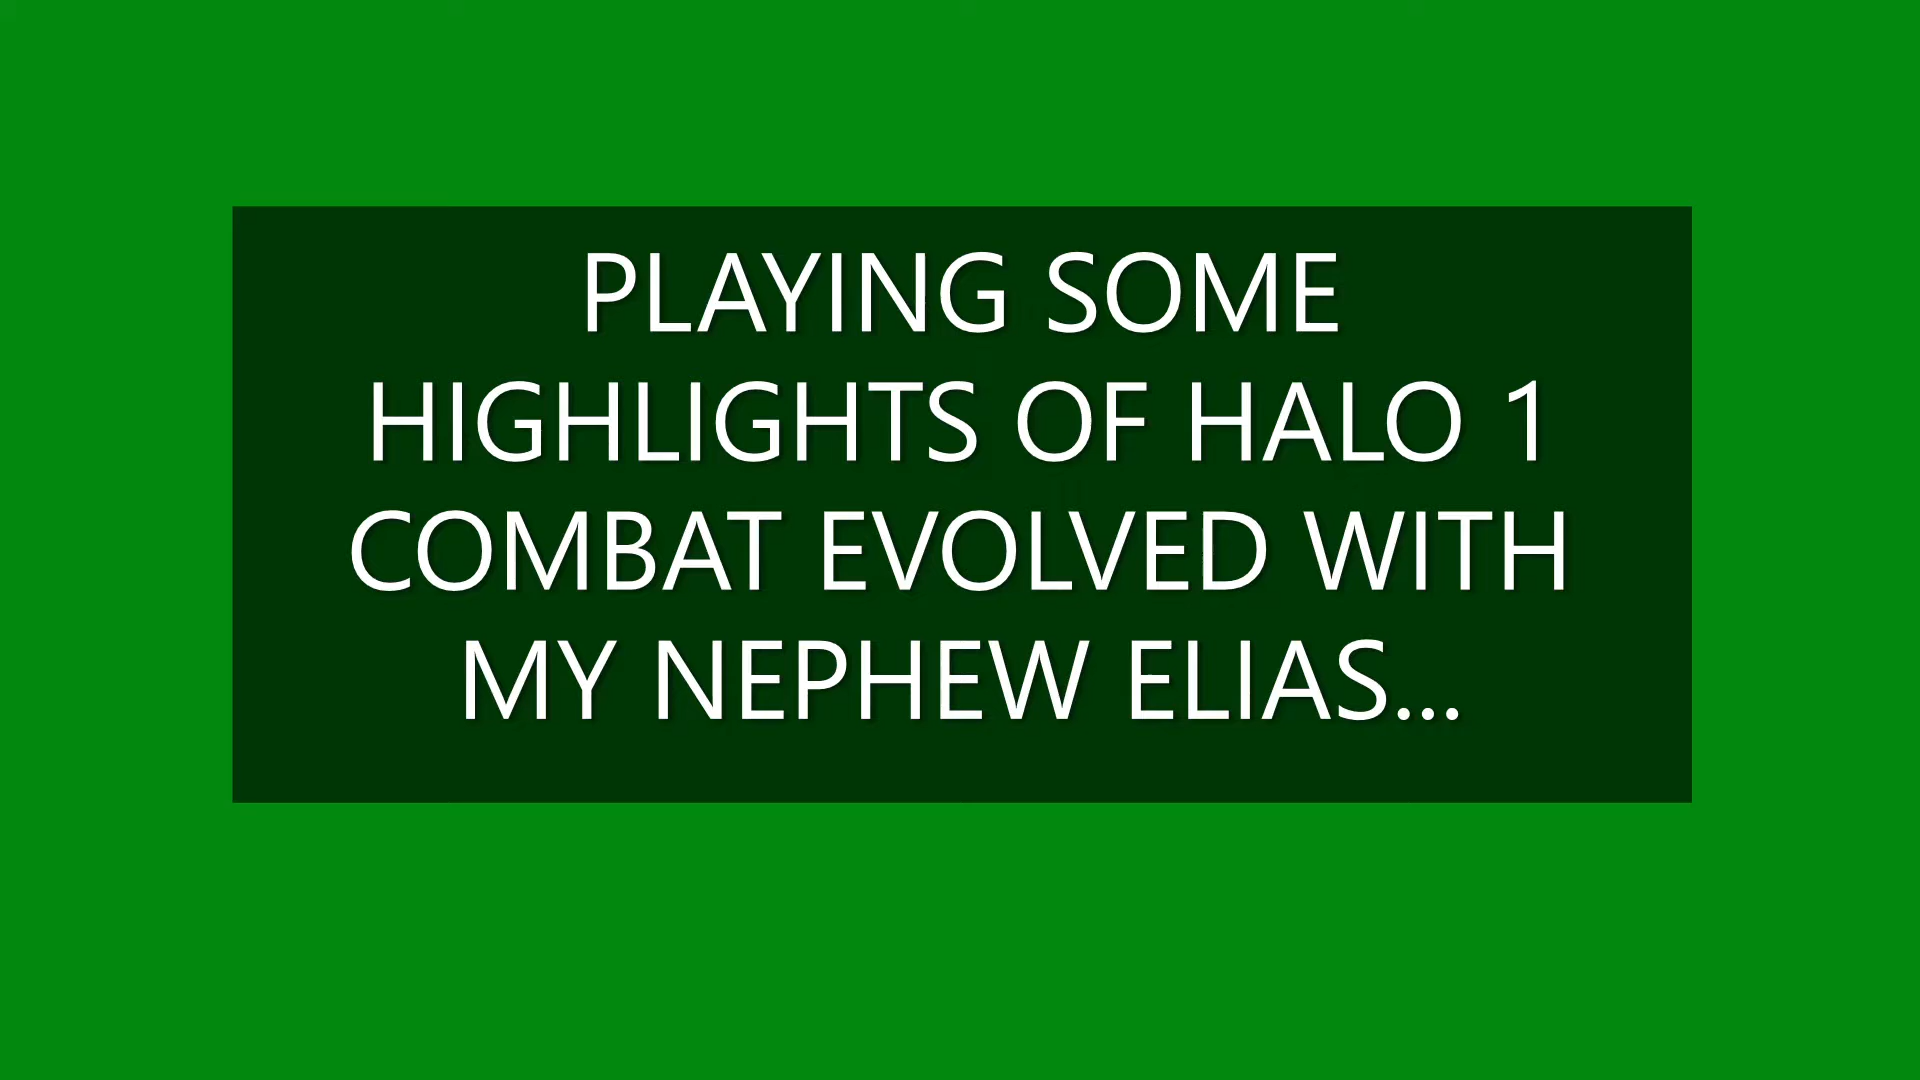 PLAYING SOME
HIGHLIGHTS OF HALO 1
COMBAT EVOLVED WITH
MY NEPHEW ELIAS...